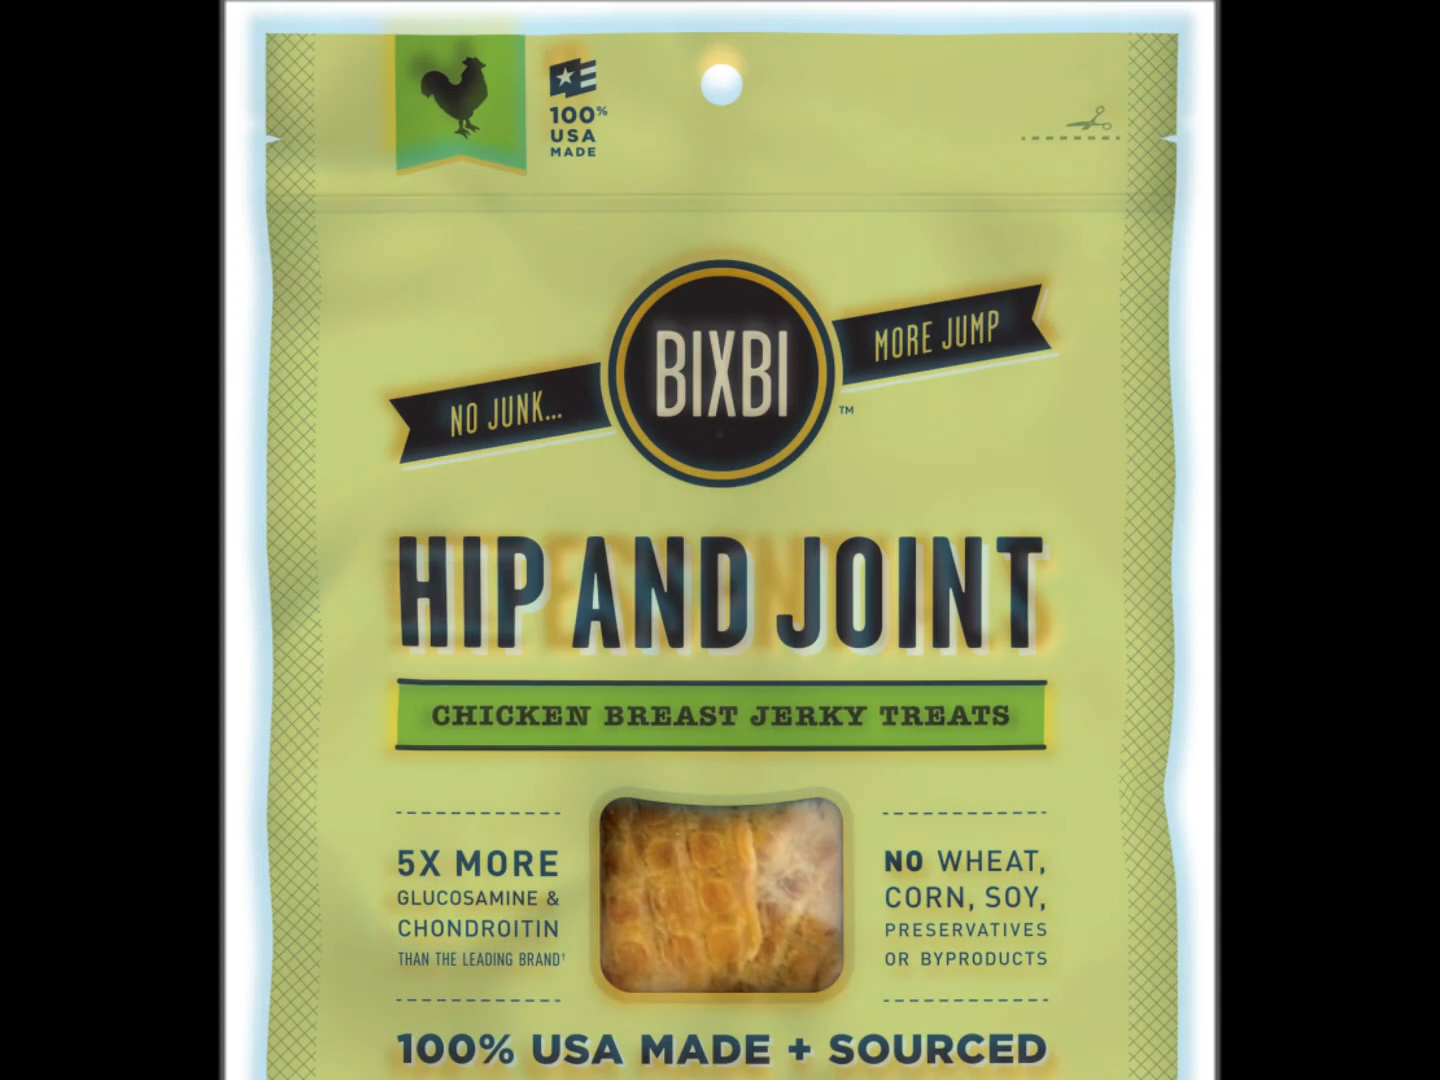 100%
USA
MADE
NO JUNK...
BIXBI
MORE JUMP
TM
HIP AND JOINT
CHICKEN BREAST JERKY TREATS
5X MORE
GLUCOSAMINE &
CHONDROITIN
THAN THE LEADING BRAND†
NO WHEAT,
CORN, SOY,
PRESERVATIVES
OR BYPRODUCTS
100% USA MADE + SOURCED